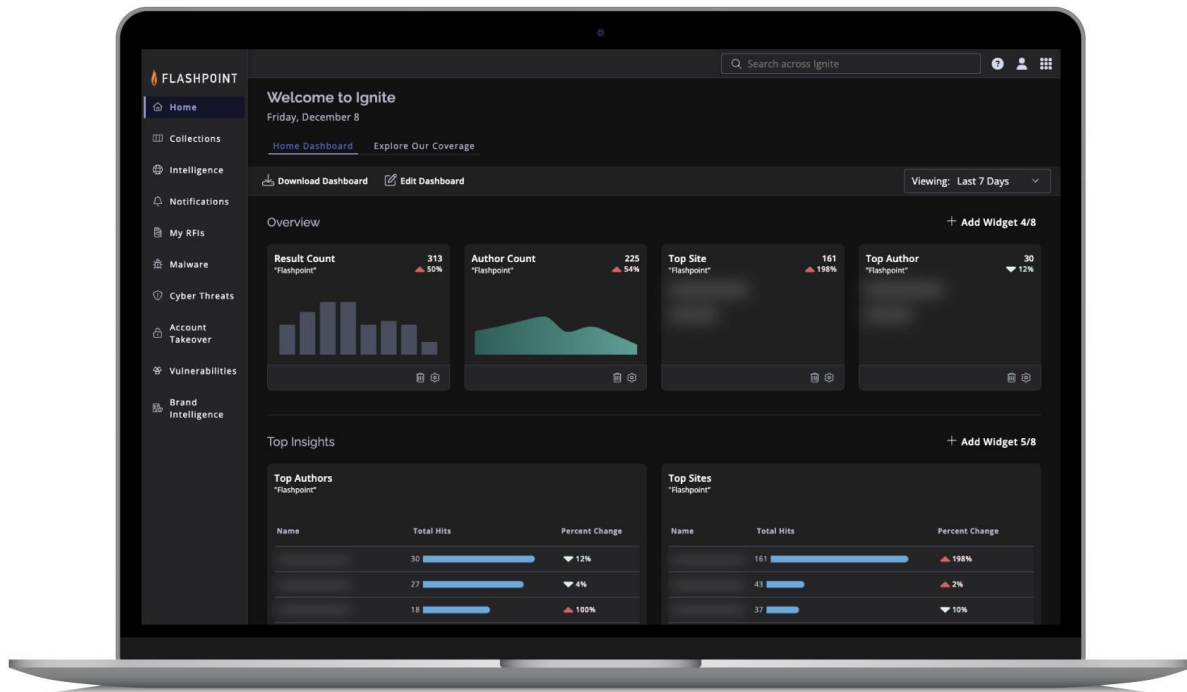 FLASHPOINT
Search across Ignite
Home
Collections
Intelligence
Notifications
My RFIs
Malware
Cyber Threats
Account
Takeover
Vulnerabilities
Brand
Intelligence
Welcome to Ignite
Friday, December 8
Home Dashboard Explore Our Coverage
Download Dashboard Edit Dashboard Viewing: Last 7 Days
Overview + Add Widget 4/8
Result Count 313
"Flashpoint" 50%
Author Count 225
"Flashpoint" 54%
Top Site 161
"Flashpoint" 198%
Top Author 30
"Flashpoint" 12%
Top Insights + Add Widget 5/8
Top Authors
"Flashpoint"
Name Total Hits Percent Change
30 12%
27 4%
18 100%
Top Sites
"Flashpoint"
Name Total Hits Percent Change
161 198%
43 2%
37 10%